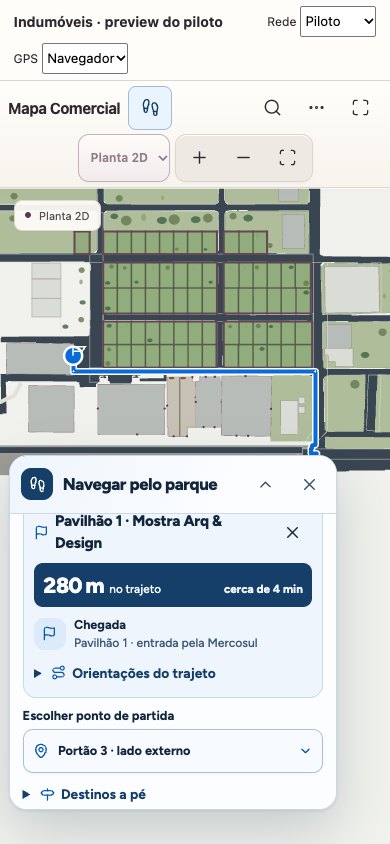 Indumóveis · preview do piloto
Rede Piloto
GPS Navegador
Mapa Comercial
Planta 2D
Planta 2D
Navegar pelo parque
Pavilhão 1 · Mostra Arq &
Design
280 m no trajeto cerca de 4 min
Chegada
Pavilhão 1 · entrada pela Mercosul
Orientações do trajeto
Escolher ponto de partida
Portão 3 · lado externo
Destinos a pé